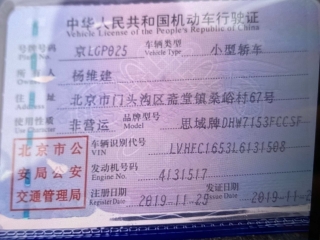 中华人民共和国机动车行驶证
Vehicle License of the People's Republic of China
号牌号码 京LGP025 车辆类型 小型轿车
Vehicle Type
杨维建
住址 北京市门头沟区斋堂镇桑峪村67号
使用性质 非营运 品牌型号 思域牌DHW7153FCCSF
Use Character Model
北京市公 车辆识别代号 LVHFC1653L6131508
VIN
安局公安 发动机号码 4131517
Engine No.
交通管理局 注册日期 2019-11-29 发证日期 2019-11
Register Date Issue Date